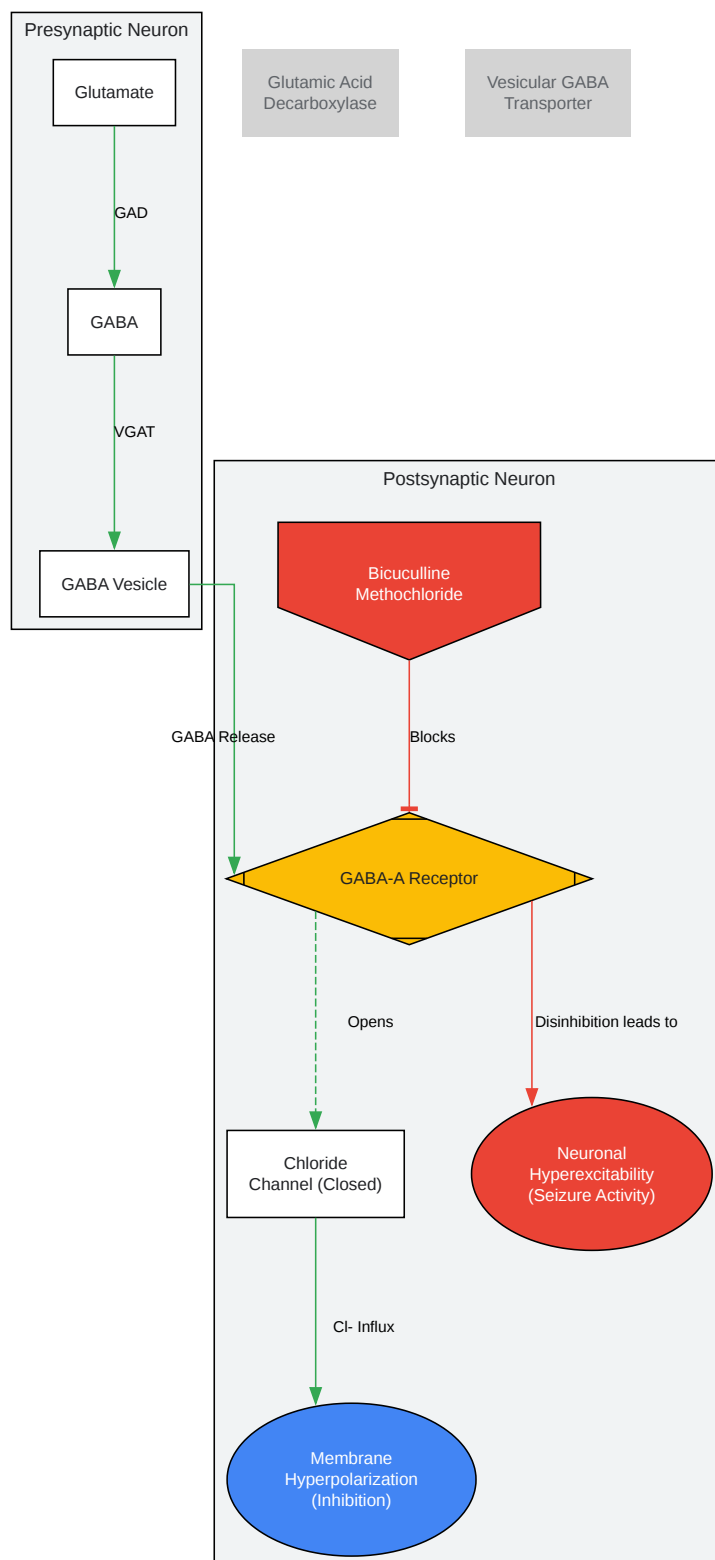 Presynaptic Neuron
Glutamate
Glutamic Acid
Decarboxylase
Vesicular GABA
Transporter
GAD
GABA
VGAT
GABA Vesicle
Postsynaptic Neuron
Bicuculline
Methochloride
GABA Release
Blocks
GABA-A Receptor
Opens
Disinhibition leads to
Chloride
Channel (Closed)
Neuronal
Hyperexcitability
(Seizure Activity)
Cl- Influx
Membrane
Hyperpolarization
(Inhibition)